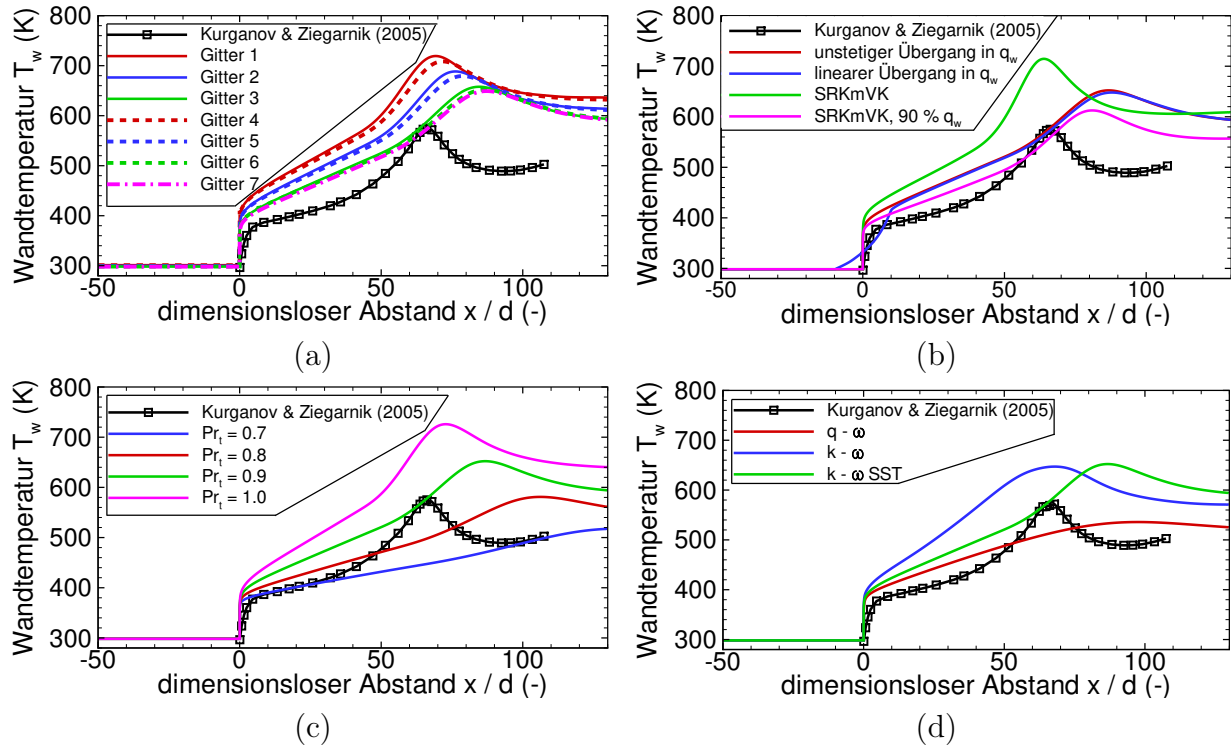 Wandtemperatur T_w (K)
800
700
600
500
400
300
-50
0
50
100
dimensionsloser Abstand x / d (-)
Kurganov & Ziegarnik (2005)
Gitter 1
Gitter 2
Gitter 3
Gitter 4
Gitter 5
Gitter 6
Gitter 7
(a)
Wandtemperatur T_w (K)
800
700
600
500
400
300
-50
0
50
100
dimensionsloser Abstand x / d (-)
Kurganov & Ziegarnik (2005)
unstetiger Übergang in q_w
linearer Übergang in q_w
SRKmVK
SRKmVK, 90 % q_w
(b)
Wandtemperatur T_w (K)
800
700
600
500
400
300
-50
0
50
100
dimensionsloser Abstand x / d (-)
Kurganov & Ziegarnik (2005)
Pr_t = 0.7
Pr_t = 0.8
Pr_t = 0.9
Pr_t = 1.0
(c)
Wandtemperatur T_w (K)
800
700
600
500
400
300
-50
0
50
100
dimensionsloser Abstand x / d (-)
Kurganov & Ziegarnik (2005)
q - ω
k - ω
k - ω SST
(d)